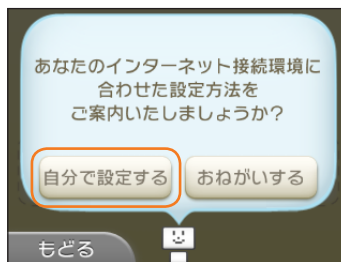 あなたのインターネット接続環境に
合わせた設定方法を
ご案内いたしましょうか?
自分で設定する おねがいする
もどる